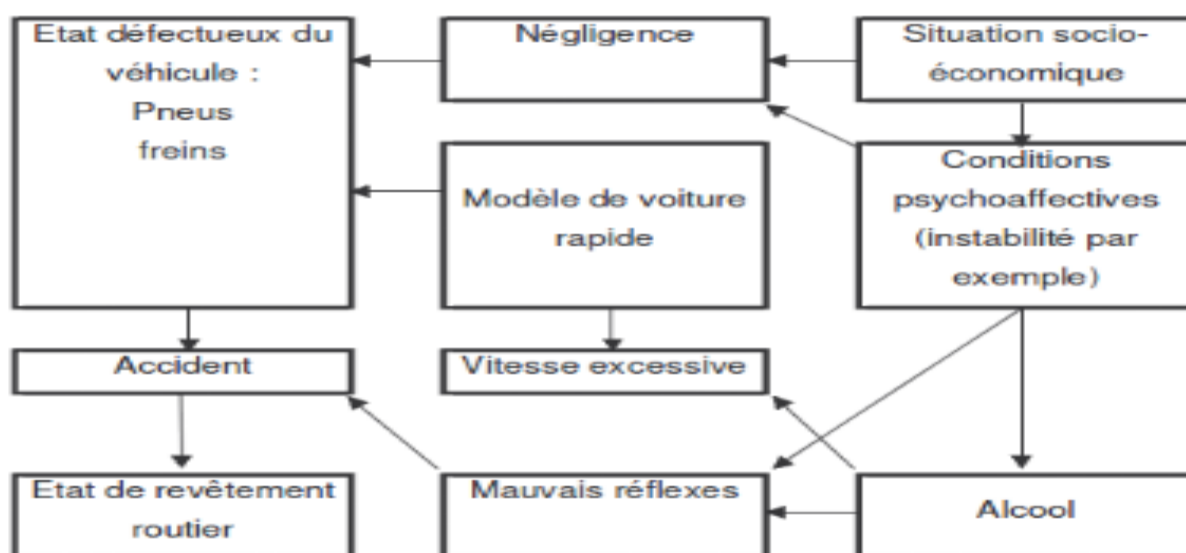 Etat défectueux du
véhicule :
Pneus
freins
Négligence
Situation socio-
économique
Modèle de voiture
rapide
Conditions
psychoaffectives
(instabilité par
exemple)
Accident
Vitesse excessive
Etat de revêtement
routier
Mauvais réflexes
Alcool